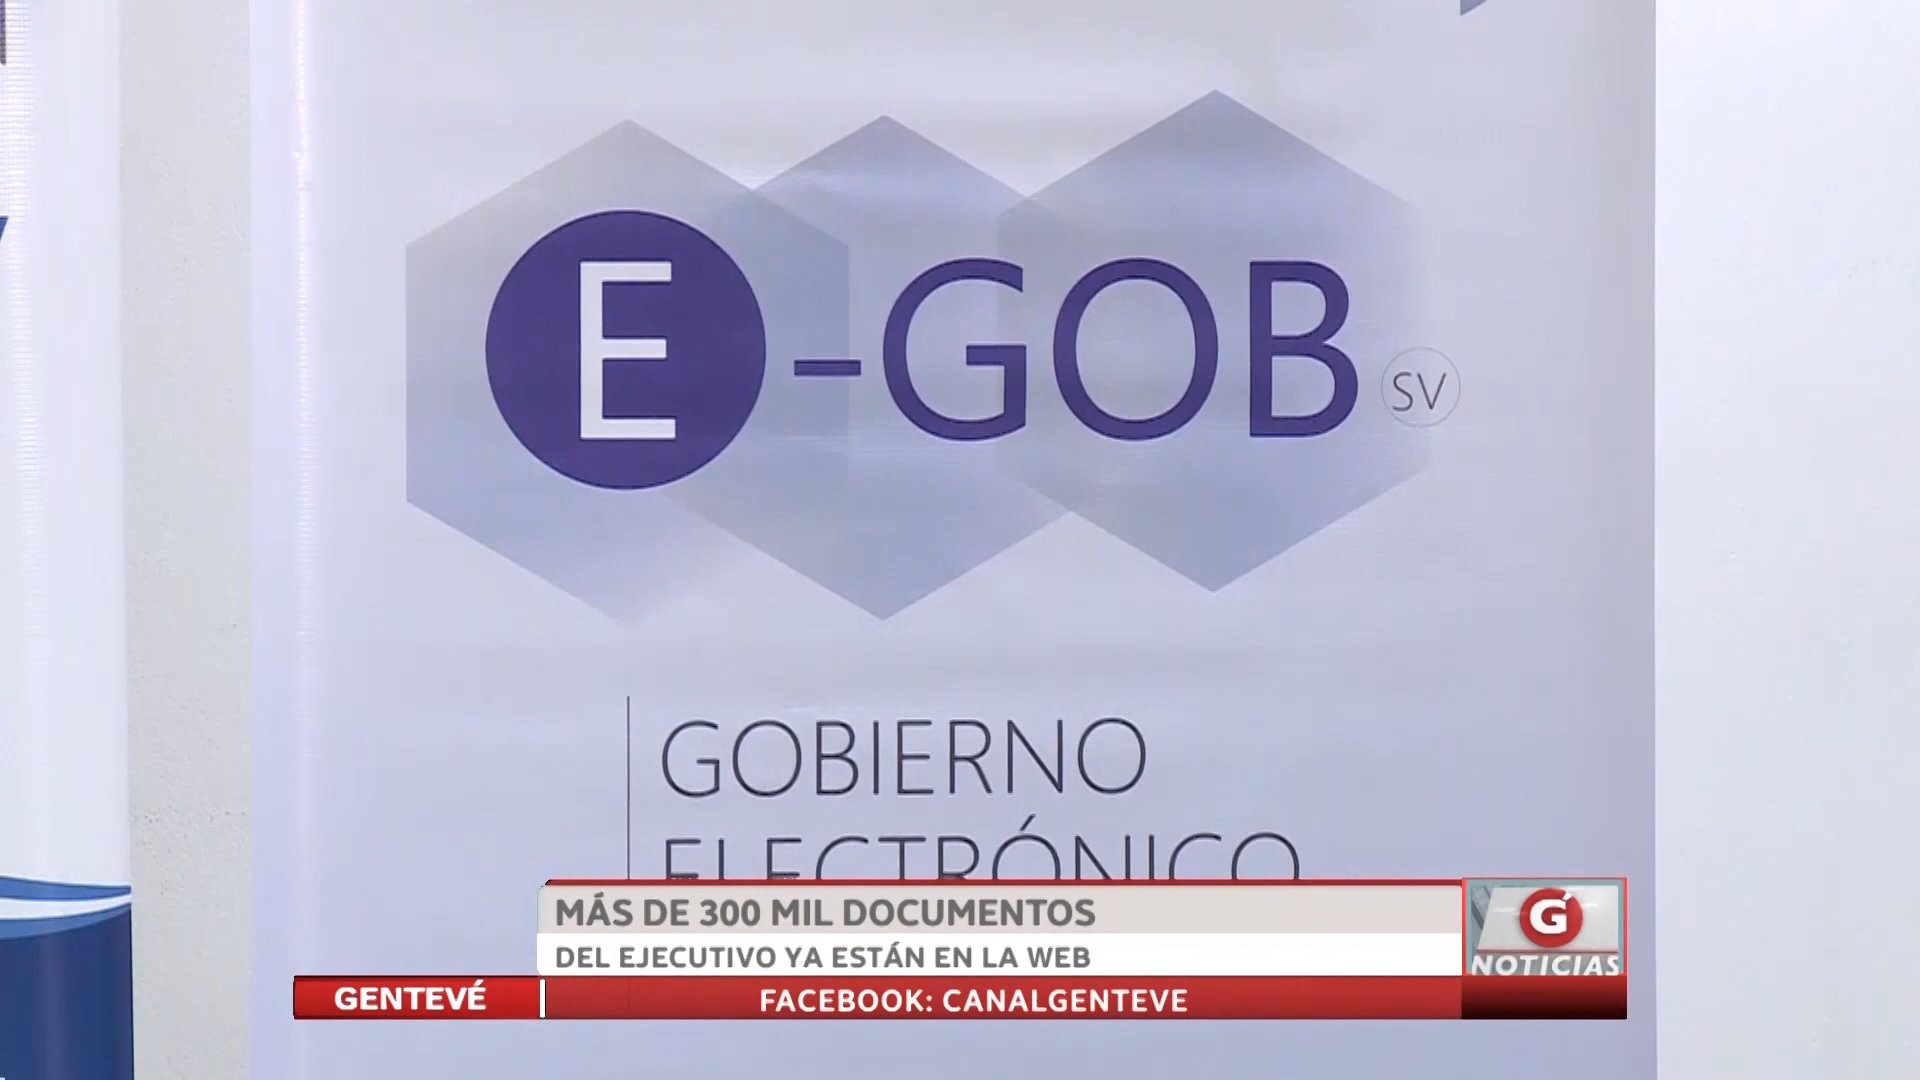 E-GOB SV
GOBIERNO
ELECTRÓNICO
MÁS DE 300 MIL DOCUMENTOS
DEL EJECUTIVO YA ESTÁN EN LA WEB
G
NOTICIAS
GENTEVÉ
FACEBOOK: CANALGENTEVE